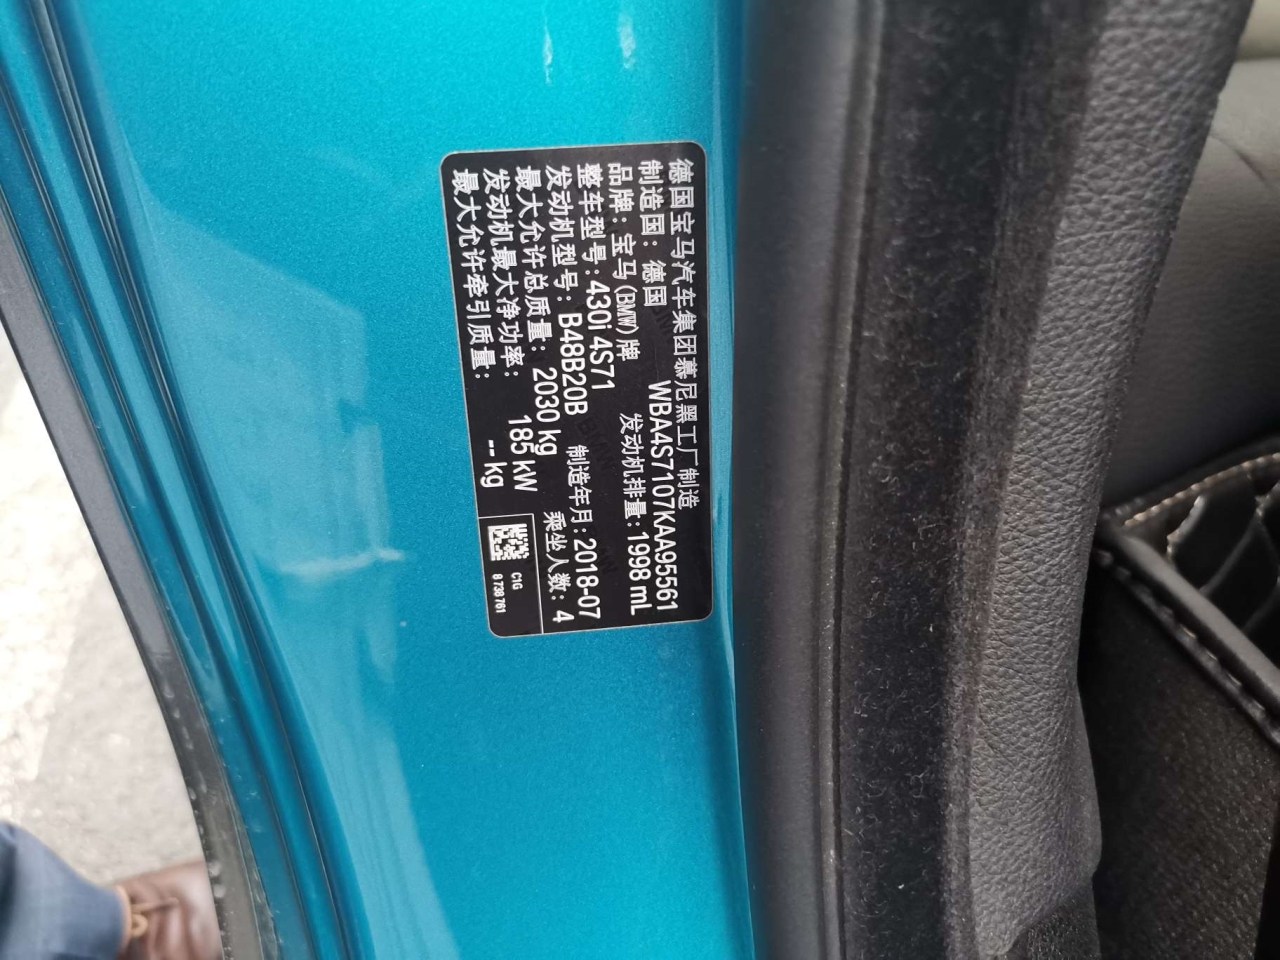 德国宝马汽车集团慕尼黑工厂制造
制造国：德国 WBA4S7107KAA95561
品牌：宝马(BMW)牌 发动机排量：1998 mL
整车型号：430i 4S71
发动机型号：B48B20B 制造年月：2018-07
最大允许总质量：2030 kg 乘坐人数：4
发动机最大净功率：185 kW
最大允许牵引质量：-- kg
C1G
8 738 761